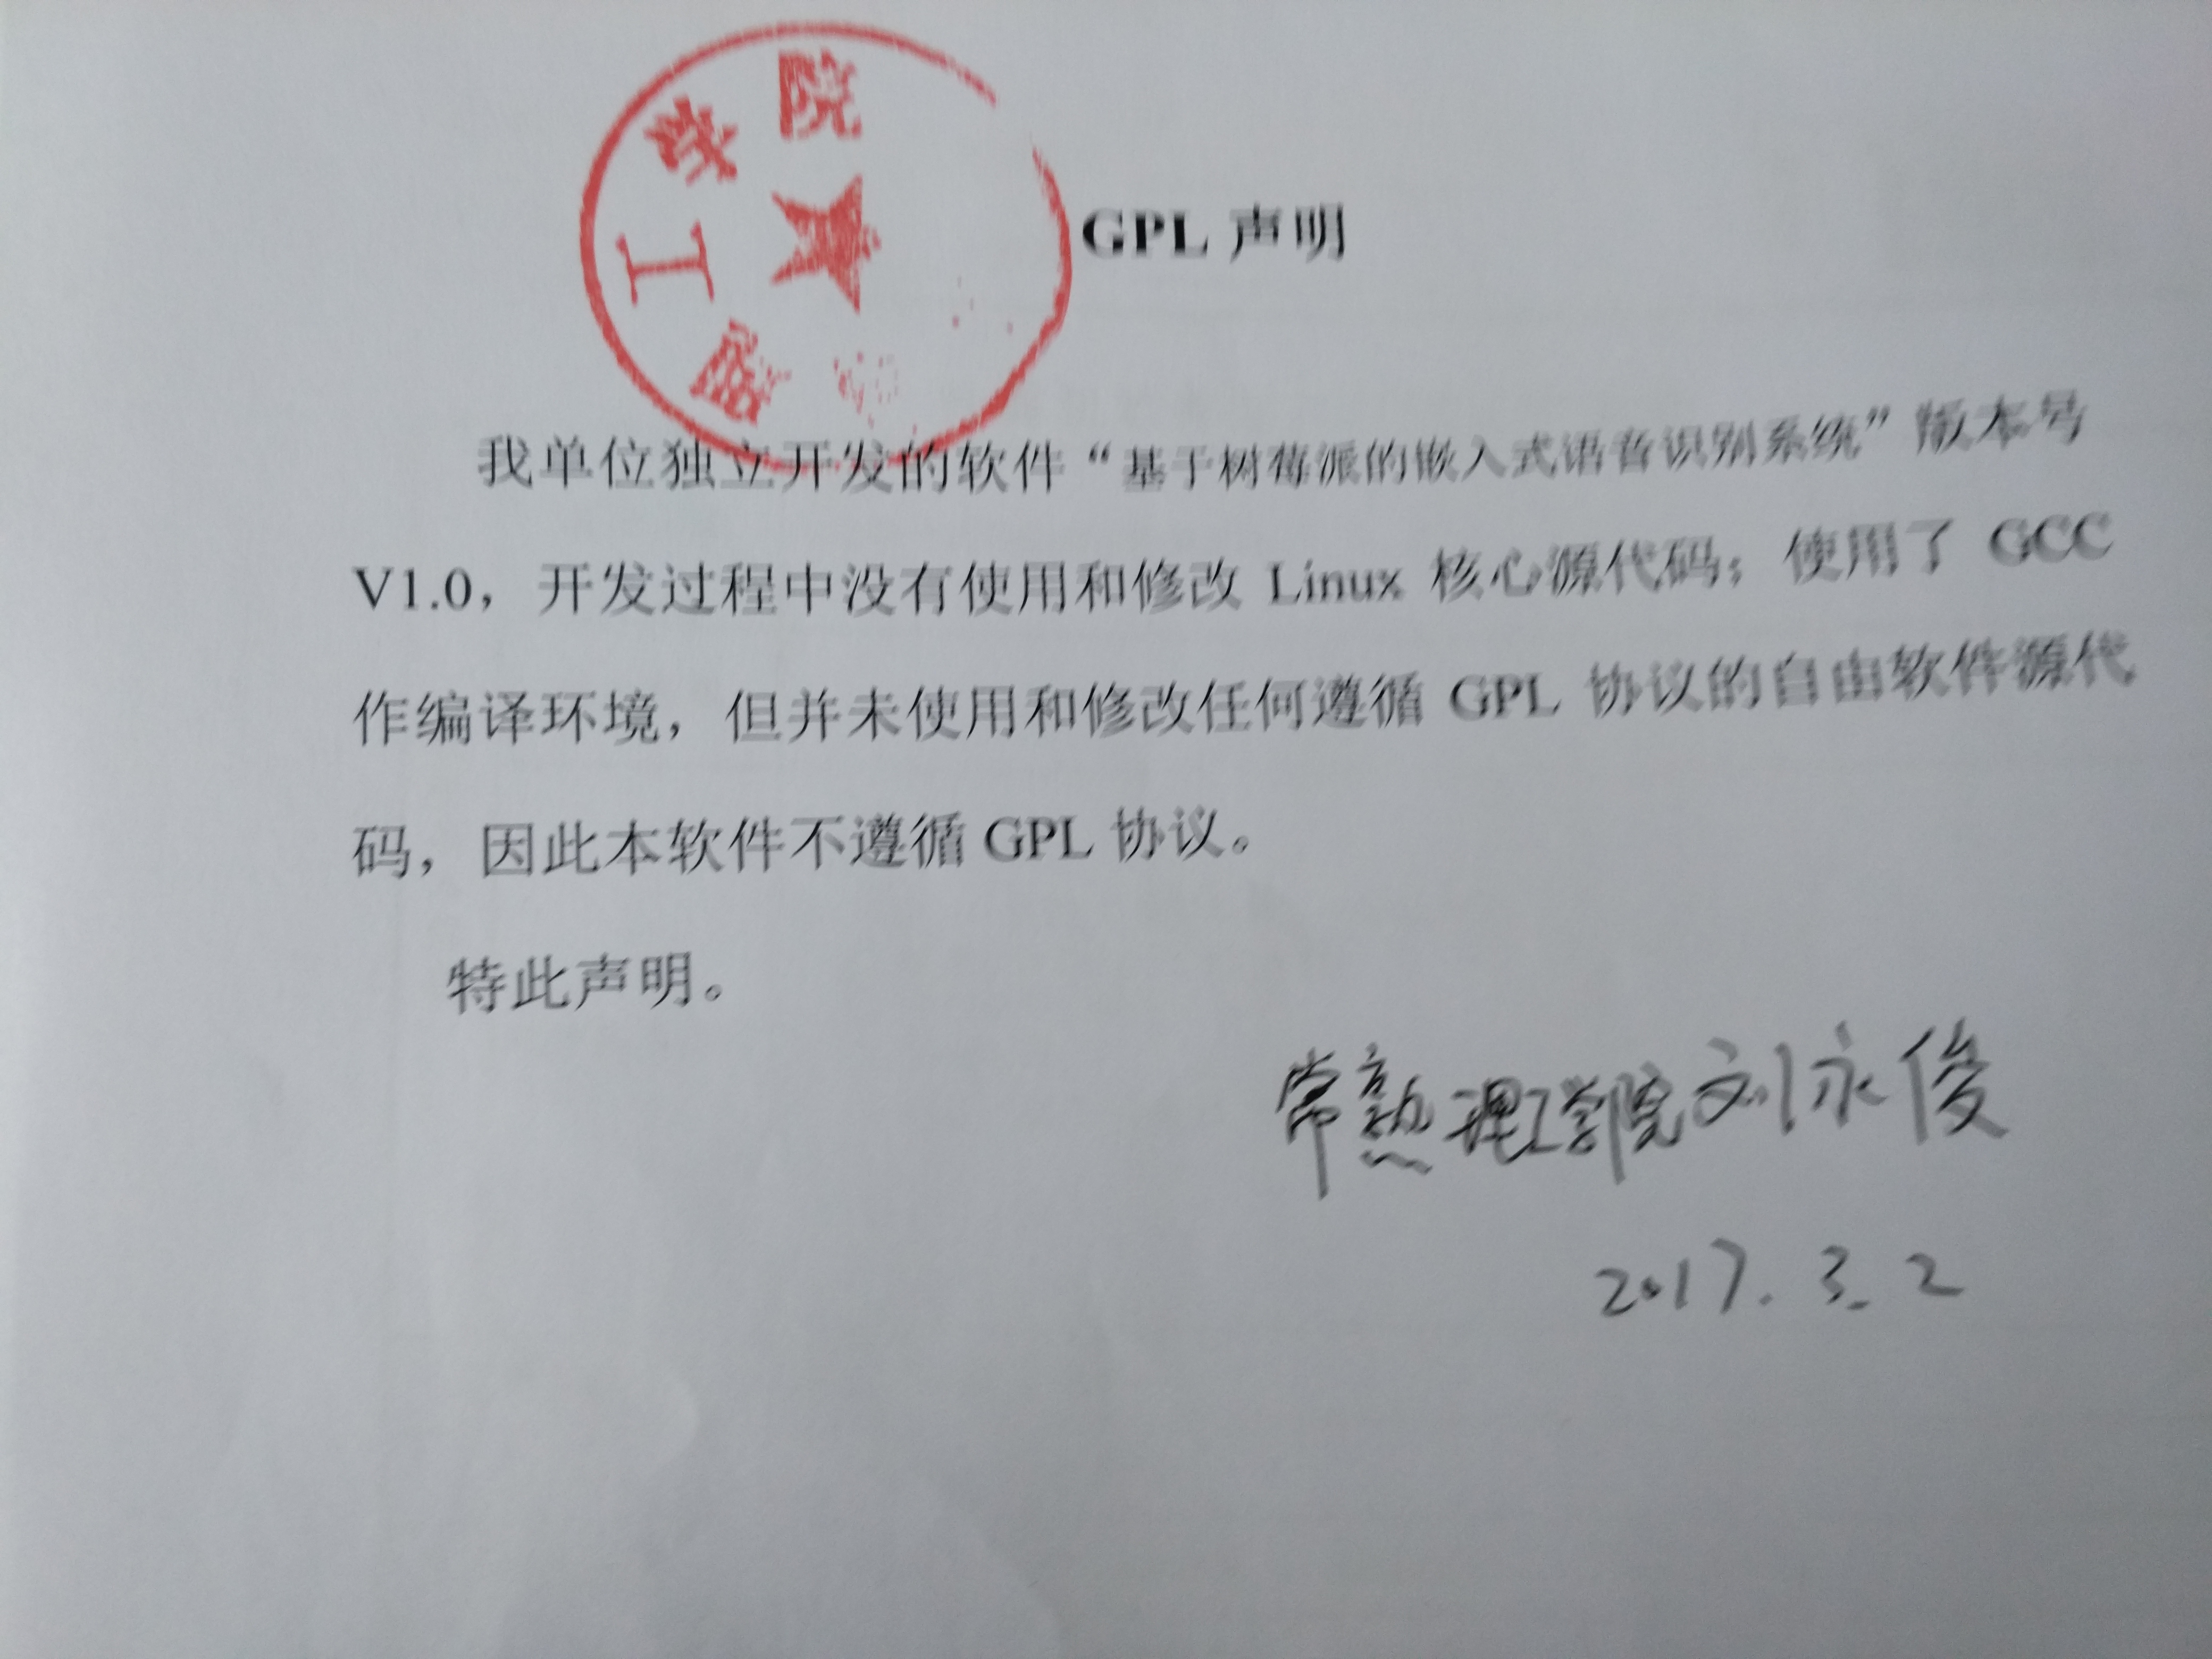 理工学院
GPL 声明
我单位独立开发的软件“基于树莓派的嵌入式语音识别系统”版本号
V1.0，开发过程中没有使用和修改 Linux 核心源代码；使用了 GCC
作编译环境，但并未使用和修改任何遵循 GPL 协议的自由软件源代
码，因此本软件不遵循 GPL 协议。
特此声明。
常熟理工学院刘永俊
2017.3.2